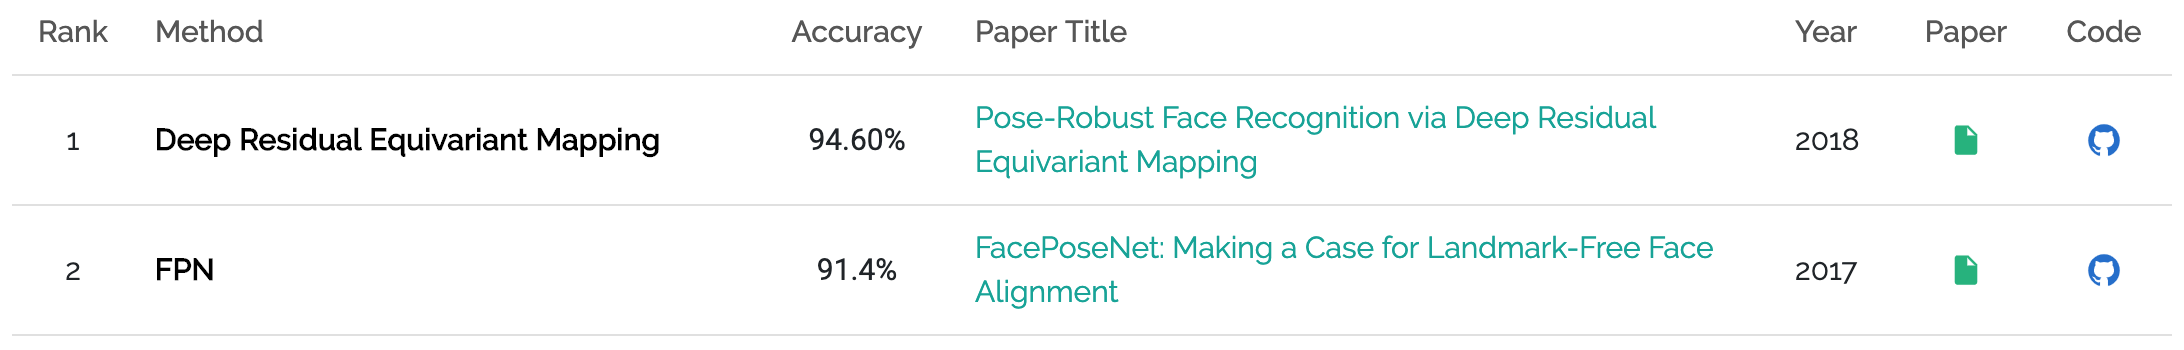 Rank Method Accuracy Paper Title Year Paper Code
1 Deep Residual Equivariant Mapping 94.60% Pose-Robust Face Recognition via Deep Residual Equivariant Mapping 2018
2 FPN 91.4% FacePoseNet: Making a Case for Landmark-Free Face Alignment 2017